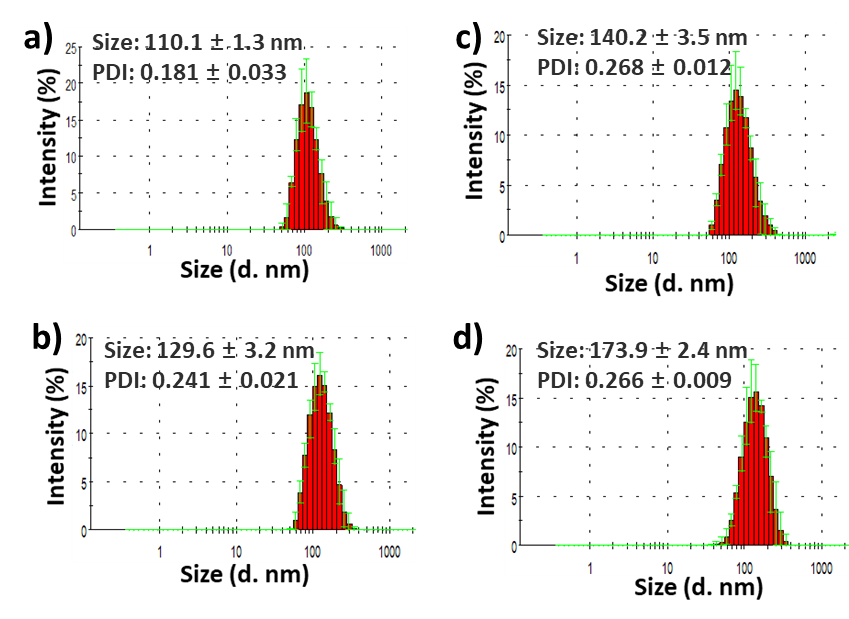 a)
Size: 110.1 ± 1.3 nm
PDI: 0.181 ± 0.033
Intensity (%)
25
20
15
10
5
0
1 10 100 1000
Size (d. nm)
b)
Size: 129.6 ± 3.2 nm
PDI: 0.241 ± 0.021
Intensity (%)
20
15
10
5
0
1 10 100 1000
Size (d. nm)
c)
Size: 140.2 ± 3.5 nm
PDI: 0.268 ± 0.012
Intensity (%)
20
15
10
5
0
1 10 100 1000
Size (d. nm)
d)
Size: 173.9 ± 2.4 nm
PDI: 0.266 ± 0.009
Intensity (%)
20
15
10
5
0
1 10 100 1000
Size (d. nm)